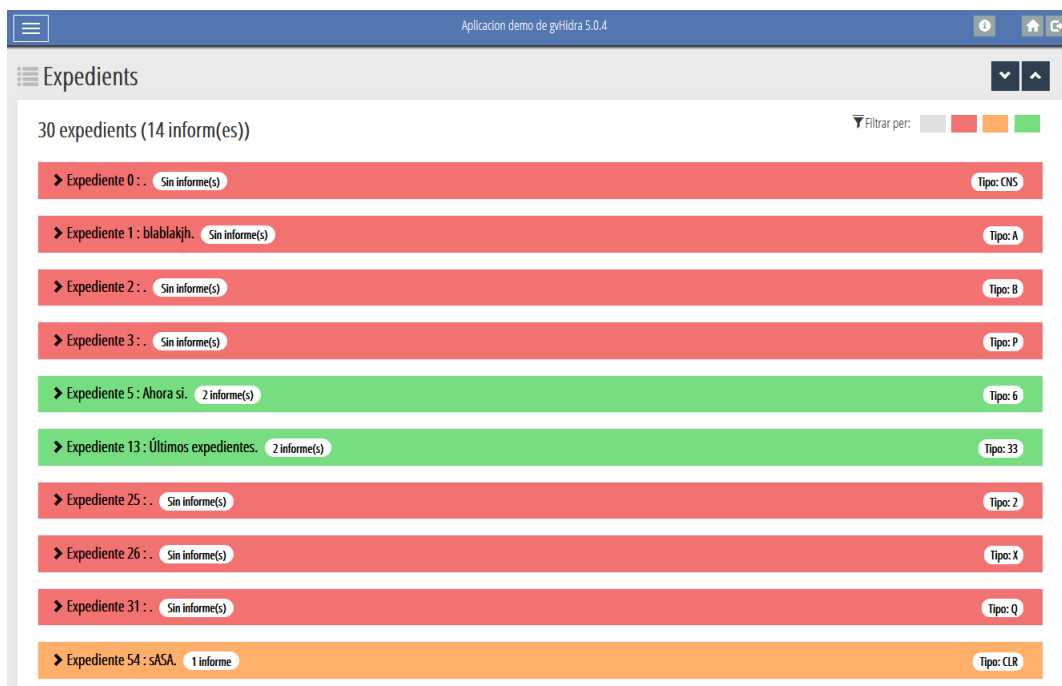 Aplicacion demo de gvHidra 5.0.4
Expedients
30 expedients (14 inform(es))
Filtrar per:
Expediente 0 : . Sin informe(s) Tipo: CNS
Expediente 1 : blablakjh. Sin informe(s) Tipo: A
Expediente 2 : . Sin informe(s) Tipo: B
Expediente 3 : . Sin informe(s) Tipo: P
Expediente 5 : Ahora si. 2 informe(s) Tipo: 6
Expediente 13 : Últimos expedientes. 2 informe(s) Tipo: 33
Expediente 25 : . Sin informe(s) Tipo: 2
Expediente 26 : . Sin informe(s) Tipo: X
Expediente 31 : . Sin informe(s) Tipo: Q
Expediente 54 : sASA. 1 informe Tipo: CLR